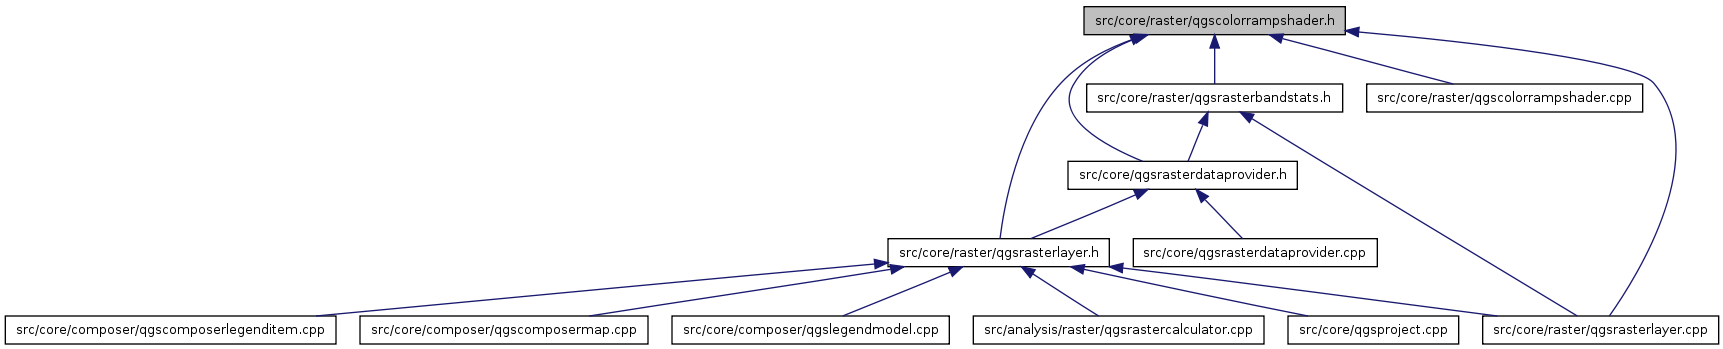 src/core/raster/qgscolorrampshader.h
src/core/raster/qgsrasterbandstats.h
src/core/raster/qgscolorrampshader.cpp
src/core/qgsrasterdataprovider.h
src/core/raster/qgsrasterlayer.h
src/core/qgsrasterdataprovider.cpp
src/core/composer/qgscomposerlegenditem.cpp
src/core/composer/qgscomposermap.cpp
src/core/composer/qgslegendmodel.cpp
src/analysis/raster/qgsrastercalculator.cpp
src/core/qgsproject.cpp
src/core/raster/qgsrasterlayer.cpp